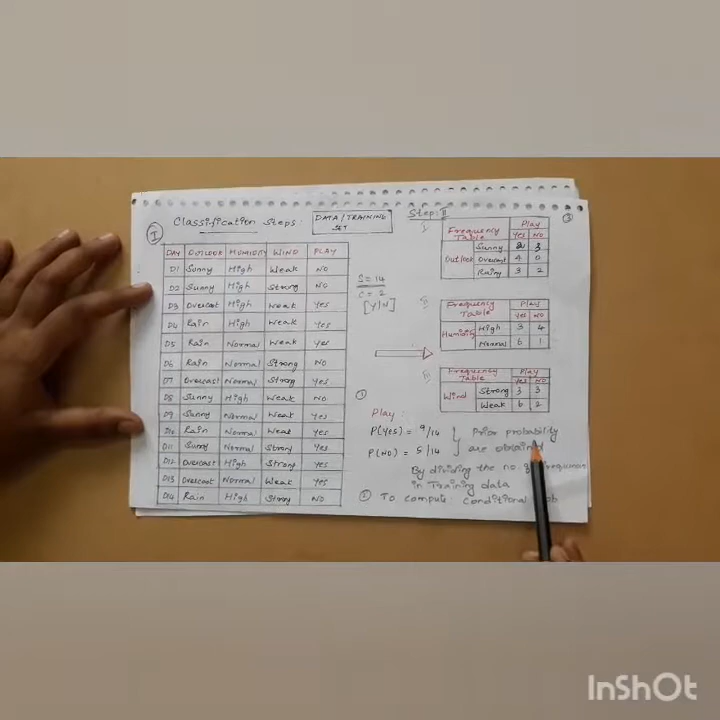 Classification Steps:
DATA/TRAINING
SET
I
DAY OUTLOOK HUMIDITY WIND PLAY
D1 Sunny High Weak NO
D2 Sunny High Strong NO
D3 Overcast High Weak Yes
D4 Rain High Weak Yes
D5 Rain Normal Weak Yes
D6 Rain Normal Strong NO
D7 Overcast Normal Strong Yes
D8 Sunny High Weak NO
D9 Sunny Normal Weak Yes
D10 Rain Normal Weak Yes
D11 Sunny Normal Strong Yes
D12 Overcast High Strong Yes
D13 Overcast Normal Weak Yes
D14 Rain High Strong NO
S = 14
C = 2
[Y|N]
Step: II
Frequency Table Play
Yes NO
Outlook Sunny 2 3
Overcast 4 0
Rainy 3 2
Frequency Table Play
Yes NO
Humidity High 3 4
Normal 6 1
Frequency Table Play
Yes NO
Wind Strong 3 3
Weak 6 2
① Play:
P(YES) = 9/14
P(NO) = 5/14
Prior probability
are obtained
By dividing the no. of
in Training data
② To compute conditional
InShOt